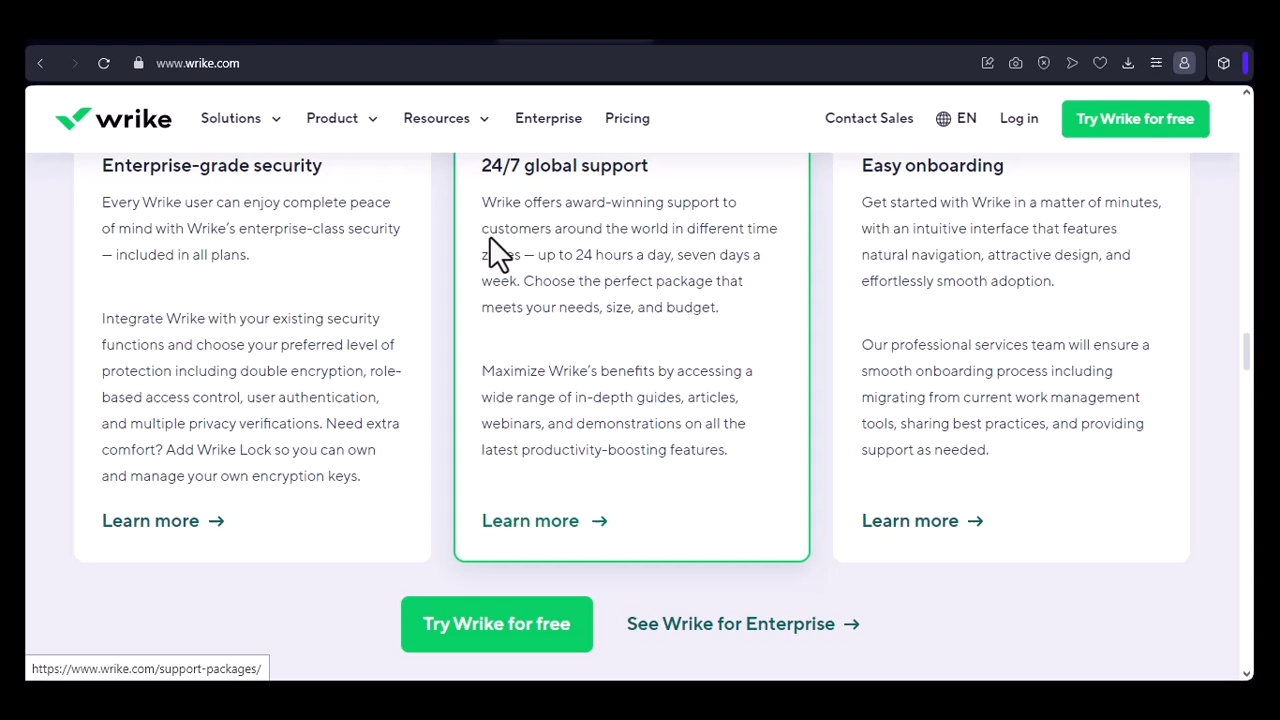 www.wrike.com
wrike
Solutions
Product
Resources
Enterprise
Pricing
Contact Sales
EN
Log in
Try Wrike for free
Enterprise-grade security
Every Wrike user can enjoy complete peace
of mind with Wrike's enterprise-class security
— included in all plans.
Integrate Wrike with your existing security
functions and choose your preferred level of
protection including double encryption, role-
based access control, user authentication,
and multiple privacy verifications. Need extra
comfort? Add Wrike Lock so you can own
and manage your own encryption keys.
Learn more →
24/7 global support
Wrike offers award-winning support to
customers around the world in different time
— up to 24 hours a day, seven days a
week. Choose the perfect package that
meets your needs, size, and budget.
Maximize Wrike's benefits by accessing a
wide range of in-depth guides, articles,
webinars, and demonstrations on all the
latest productivity-boosting features.
Learn more →
Easy onboarding
Get started with Wrike in a matter of minutes,
with an intuitive interface that features
natural navigation, attractive design, and
effortlessly smooth adoption.
Our professional services team will ensure a
smooth onboarding process including
migrating from current work management
tools, sharing best practices, and providing
support as needed.
Learn more →
Try Wrike for free
See Wrike for Enterprise →
https://www.wrike.com/support-packages/